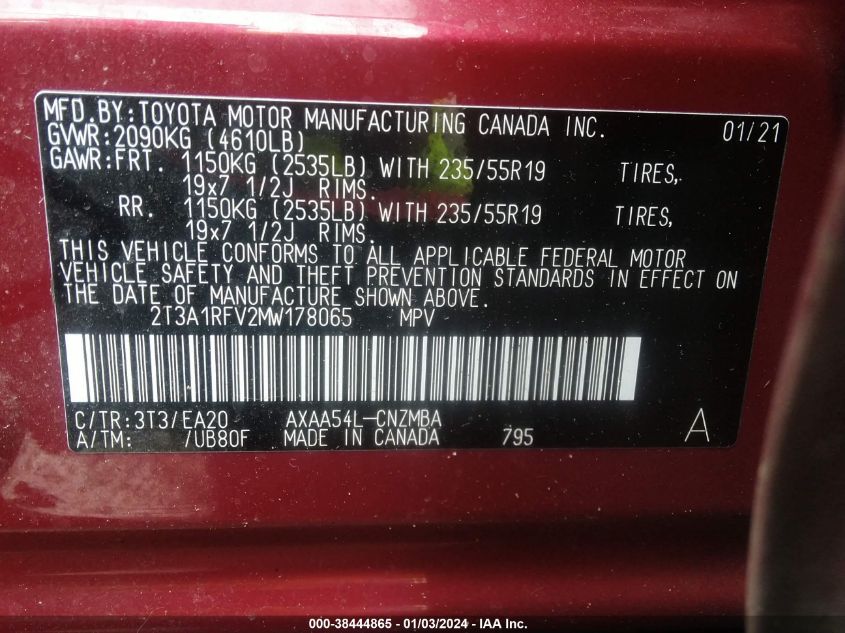 MFD.BY:TOYOTA MOTOR MANUFACTURING CANADA INC. 01/21
GVWR:2090KG (4610LB)
GAWR:FRT. 1150KG (2535LB) WITH 235/55R19 TIRES,
19x7 1/2J RIMS.
RR. 1150KG (2535LB) WITH 235/55R19 TIRES,
19x7 1/2J RIMS.
THIS VEHICLE CONFORMS TO ALL APPLICABLE FEDERAL MOTOR
VEHICLE SAFETY AND THEFT PREVENTION STANDARDS IN EFFECT ON
THE DATE OF MANUFACTURE SHOWN ABOVE.
2T3A1RFV2MW178065 MPV
C/TR:3T3/EA20 AXAA54L-CNZMBA
A/TM: /UB80F MADE IN CANADA 795 A
000-38444865 - 01/03/2024 - IAA Inc.